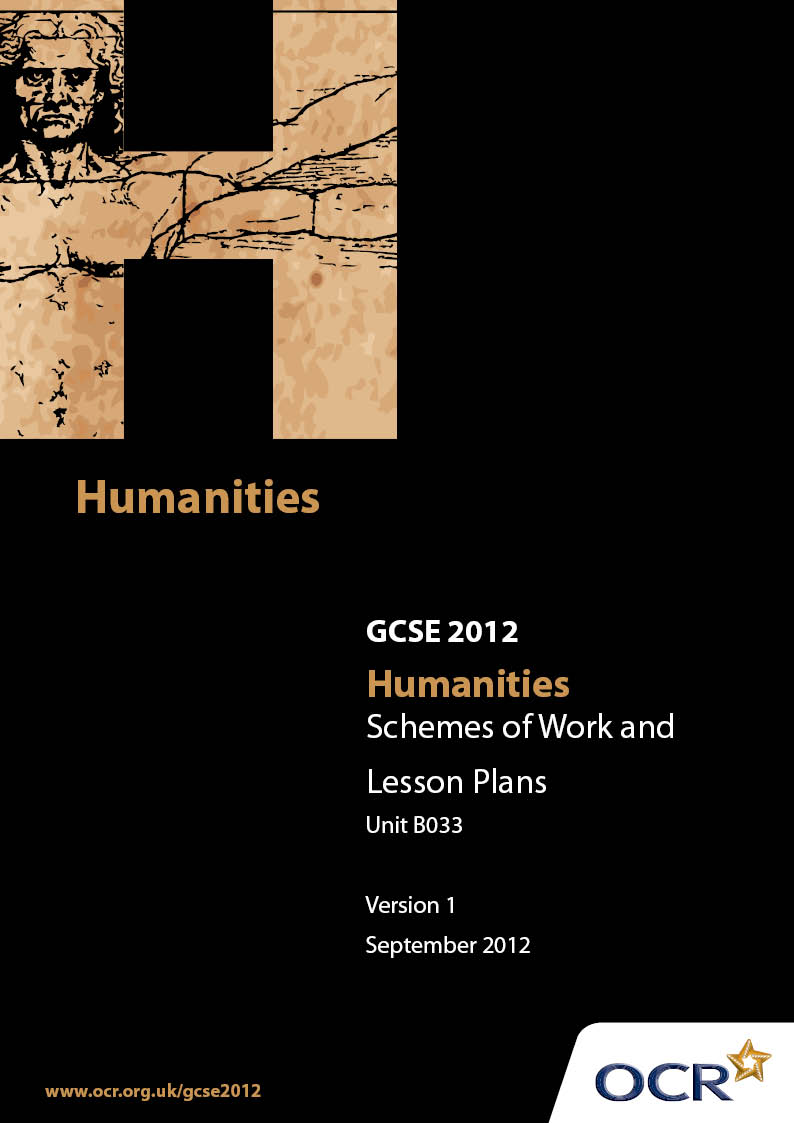 Humanities
GCSE 2012
Humanities
Schemes of Work and
Lesson Plans
Unit B033
Version 1
September 2012
www.ocr.org.uk/gcse2012
OCR